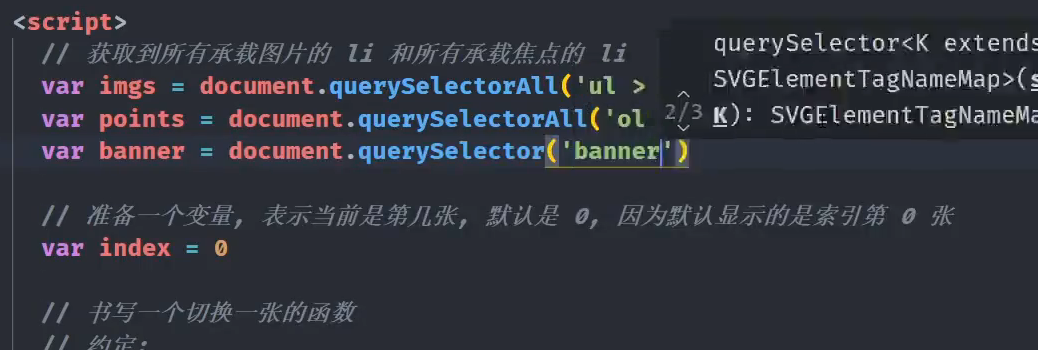 <script>
// 获取到所有承载图片的 li 和所有承载焦点的 li
var imgs = document.querySelectorAll('ul >
var points = document.querySelectorAll('ol
var banner = document.querySelector('banner')
querySelector<K extends
SVGElementTagNameMap>(s
2/3 K): SVGElementTagNameMa
// 准备一个变量, 表示当前是第几张, 默认是 0, 因为默认显示的是索引第 0 张
var index = 0
// 书写一个切换一张的函数
// 约定: